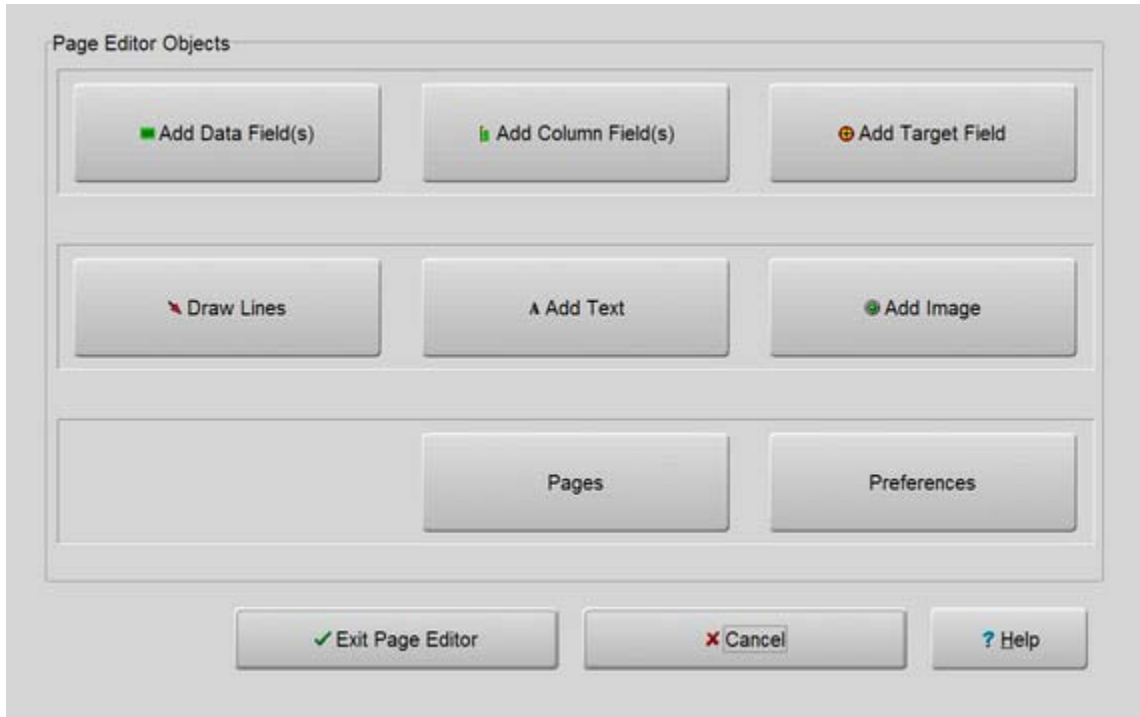 Page Editor Objects
Add Data Field(s)
Add Column Field(s)
Add Target Field
Draw Lines
A Add Text
Add Image
Pages
Preferences
Exit Page Editor
Cancel
? Help